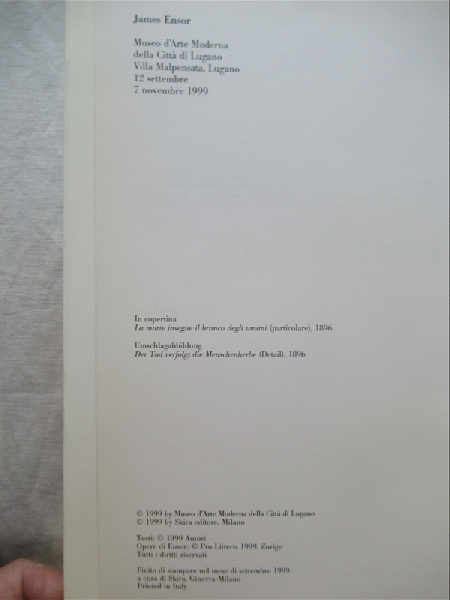 James Ensor
Museo d'Arte Moderna
della Città di Lugano
Villa Malpensata, Lugano
12 settembre
7 novembre 1999
In copertina
La morte insegue il branco degli umani (particolare), 1896
Umschlagabbildung
Der Tod verfolgt die Menschenherde (Detail), 1896
© 1999 by Museo d'Arte Moderna della Città di Lugano
© 1999 by Skira editore, Milano
Testi: © 1999 Autori
Opere di Ensor: © Pro Litteris 1999, Zurigo
Tutti i diritti riservati
Finito di stampare nel mese di settembre 1999
a cura di Skira, Ginevra-Milano
Printed in Italy